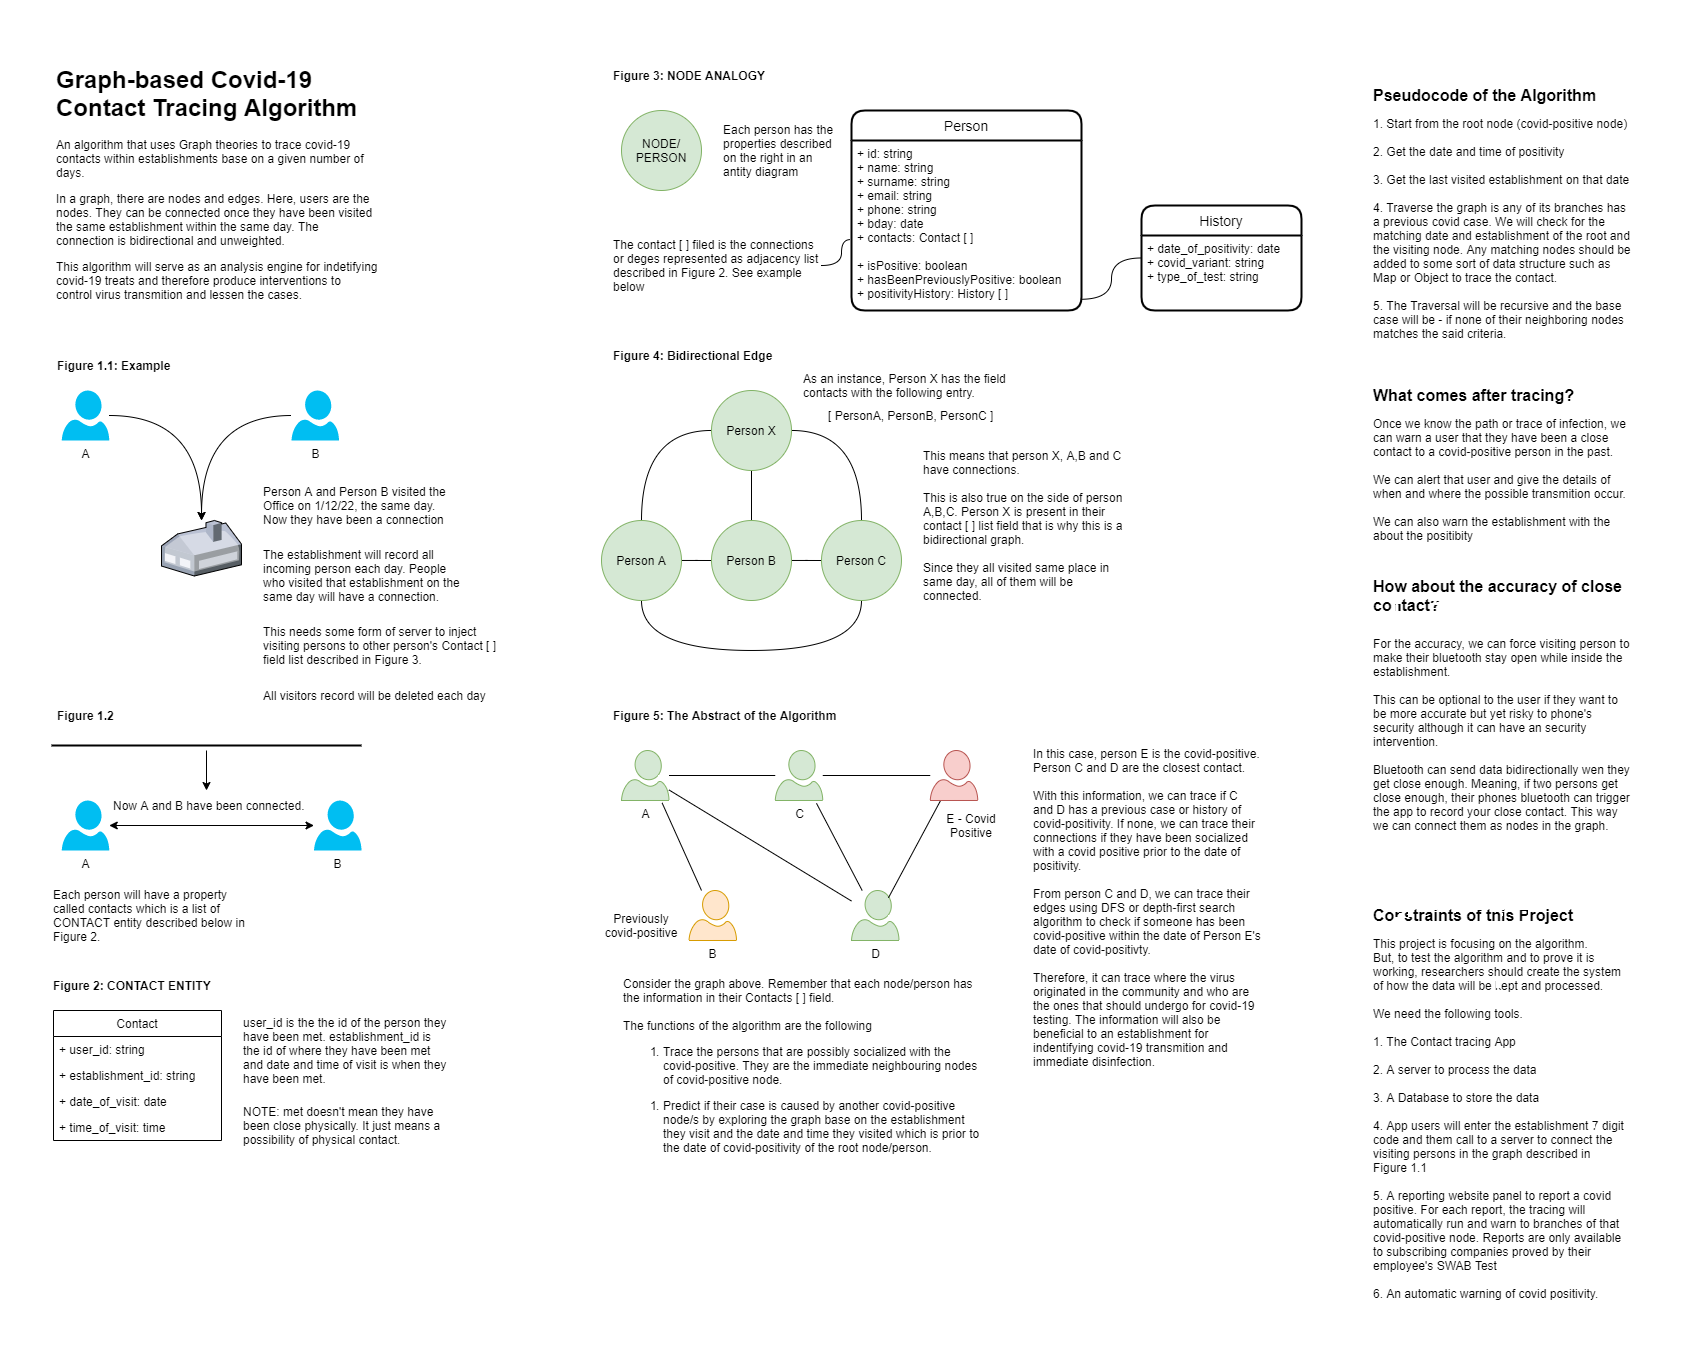 Graph-based Covid-19
Contact Tracing Algorithm
An algorithm that uses Graph theories to trace covid-19
contacts within establishments base on a given number of
days.
In a graph, there are nodes and edges. Here, users are the
nodes. They can be connected once they have been visited
the same establishment within the same day. The
connection is bidirectional and unweighted.
This algorithm will serve as an analysis engine for indetifying
covid-19 treats and therefore produce interventions to
control virus transmition and lessen the cases.
Figure 1.1: Example
A
B
Person A and Person B visited the
Office on 1/12/22, the same day.
Now they have been a connection
The establishment will record all
incoming person each day. People
who visited that establishment on the
same day will have a connection.
This needs some form of server to inject
visiting persons to other person's Contact [ ]
field list described in Figure 3.
All visitors record will be deleted each day
Figure 1.2
Now A and B have been connected.
A
B
Each person will have a property
called contacts which is a list of
CONTACT entity described below in
Figure 2.
Figure 2: CONTACT ENTITY
Contact
+ user_id: string
+ establishment_id: string
+ date_of_visit: date
+ time_of_visit: time
user_id is the the id of the person they
have been met. establishment_id is
the id of where they have been met
and date and time of visit is when they
have been met.
NOTE: met doesn't mean they have
been close physically. It just means a
possibility of physical contact.
Figure 3: NODE ANALOGY
NODE/
PERSON
Each person has the
properties described
on the right in an
antity diagram
The contact [ ] filed is the connections
or deges represented as adjacency list
described in Figure 2. See example
below
Person
+ id: string
+ name: string
+ surname: string
+ email: string
+ phone: string
+ bday: date
+ contacts: Contact [ ]
+ isPositive: boolean
+ hasBeenPreviouslyPositive: boolean
+ positivityHistory: History [ ]
History
+ date_of_positivity: date
+ covid_variant: string
+ type_of_test: string
Figure 4: Bidirectional Edge
As an instance, Person X has the field
contacts with the following entry.
[ PersonA, PersonB, PersonC ]
Person X
Person A
Person B
Person C
This means that person X, A,B and C
have connections.
This is also true on the side of person
A,B,C. Person X is present in their
contact [ ] list field that is why this is a
bidirectional graph.
Since they all visited same place in
same day, all of them will be
connected.
Figure 5: The Abstract of the Algorithm
A
C
E - Covid
Positive
Previously
covid-positive
B
D
Consider the graph above. Remember that each node/person has
the information in their Contacts [ ] field.
The functions of the algorithm are the following
1. Trace the persons that are possibly socialized with the
covid-positive. They are the immediate neighbouring nodes
of covid-positive node.
1. Predict if their case is caused by another covid-positive
node/s by exploring the graph base on the establishment
they visit and the date and time they visited which is prior to
the date of covid-positivity of the root node/person.
In this case, person E is the covid-positive.
Person C and D are the closest contact.
With this information, we can trace if C
and D has a previous case or history of
covid-positivity. If none, we can trace their
connections if they have been socialized
with a covid positive prior to the date of
positivity.
From person C and D, we can trace their
edges using DFS or depth-first search
algorithm to check if someone has been
covid-positive within the date of Person E's
date of covid-positivty.
Therefore, it can trace where the virus
originated in the community and who are
the ones that should undergo for covid-19
testing. The information will also be
beneficial to an establishment for
indentifying covid-19 transmition and
immediate disinfection.
Pseudocode of the Algorithm
1. Start from the root node (covid-positive node)
2. Get the date and time of positivity
3. Get the last visited establishment on that date
4. Traverse the graph is any of its branches has
a previous covid case. We will check for the
matching date and establishment of the root and
the visiting node. Any matching nodes should be
added to some sort of data structure such as
Map or Object to trace the contact.
5. The Traversal will be recursive and the base
case will be - if none of their neighboring nodes
matches the said criteria.
What comes after tracing?
Once we know the path or trace of infection, we
can warn a user that they have been a close
contact to a covid-positive person in the past.
We can alert that user and give the details of
when and where the possible transmition occur.
We can also warn the establishment with the
about the positibity
How about the accuracy of close
contact?
For the accuracy, we can force visiting person to
make their bluetooth stay open while inside the
establishment.
This can be optional to the user if they want to
be more accurate but yet risky to phone's
security although it can have an security
intervention.
Bluetooth can send data bidirectionally wen they
get close enough. Meaning, if two persons get
close enough, their phones bluetooth can trigger
the app to record your close contact. This way
we can connect them as nodes in the graph.
Constraints of this Project
This project is focusing on the algorithm.
But, to test the algorithm and to prove it is
working, researchers should create the system
of how the data will be kept and processed.
We need the following tools.
1. The Contact tracing App
2. A server to process the data
3. A Database to store the data
4. App users will enter the establishment 7 digit
code and them call to a server to connect the
visiting persons in the graph described in
Figure 1.1
5. A reporting website panel to report a covid
positive. For each report, the tracing will
automatically run and warn to branches of that
covid-positive node. Reports are only available
to subscribing companies proved by their
employee's SWAB Test
6. An automatic warning of covid positivity.